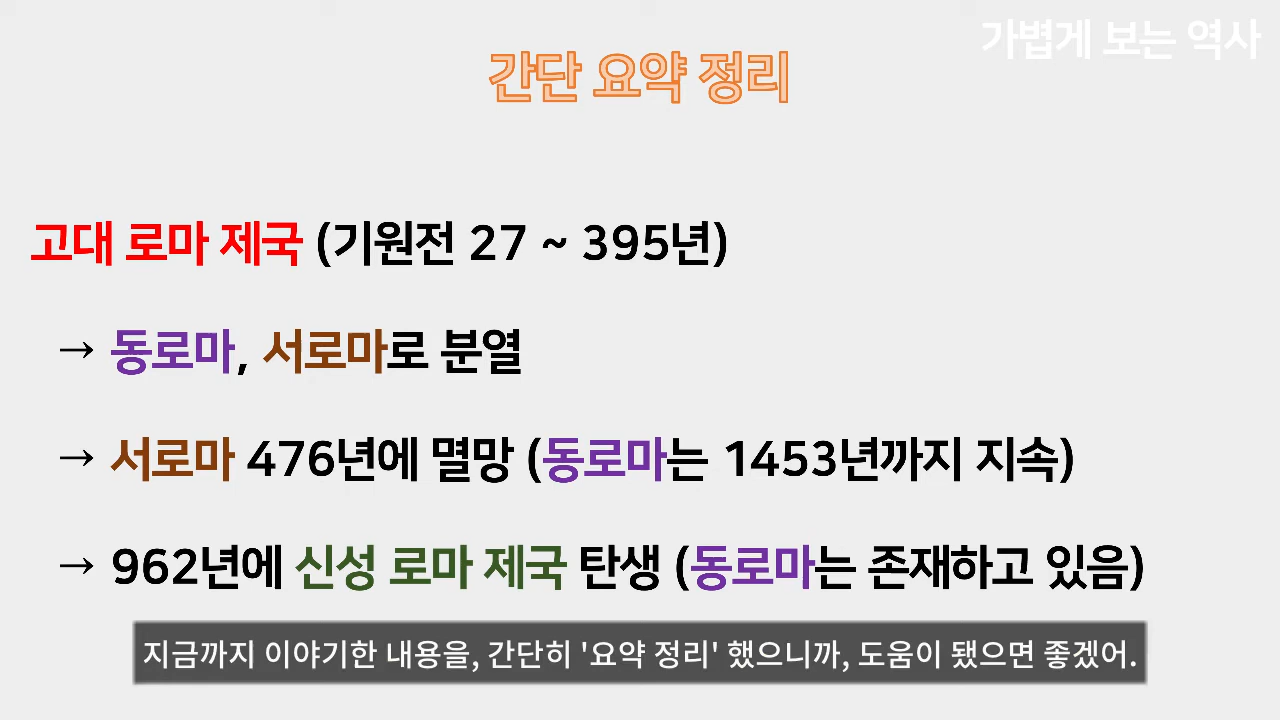 가볍게 보는 역사
간단 요약 정리
고대 로마 제국 (기원전 27 ~ 395년)
→ 동로마, 서로마로 분열
→ 서로마 476년에 멸망 (동로마는 1453년까지 지속)
→ 962년에 신성 로마 제국 탄생 (동로마는 존재하고 있음)
지금까지 이야기한 내용을, 간단히 '요약 정리' 했으니까, 도움이 됐으면 좋겠어.